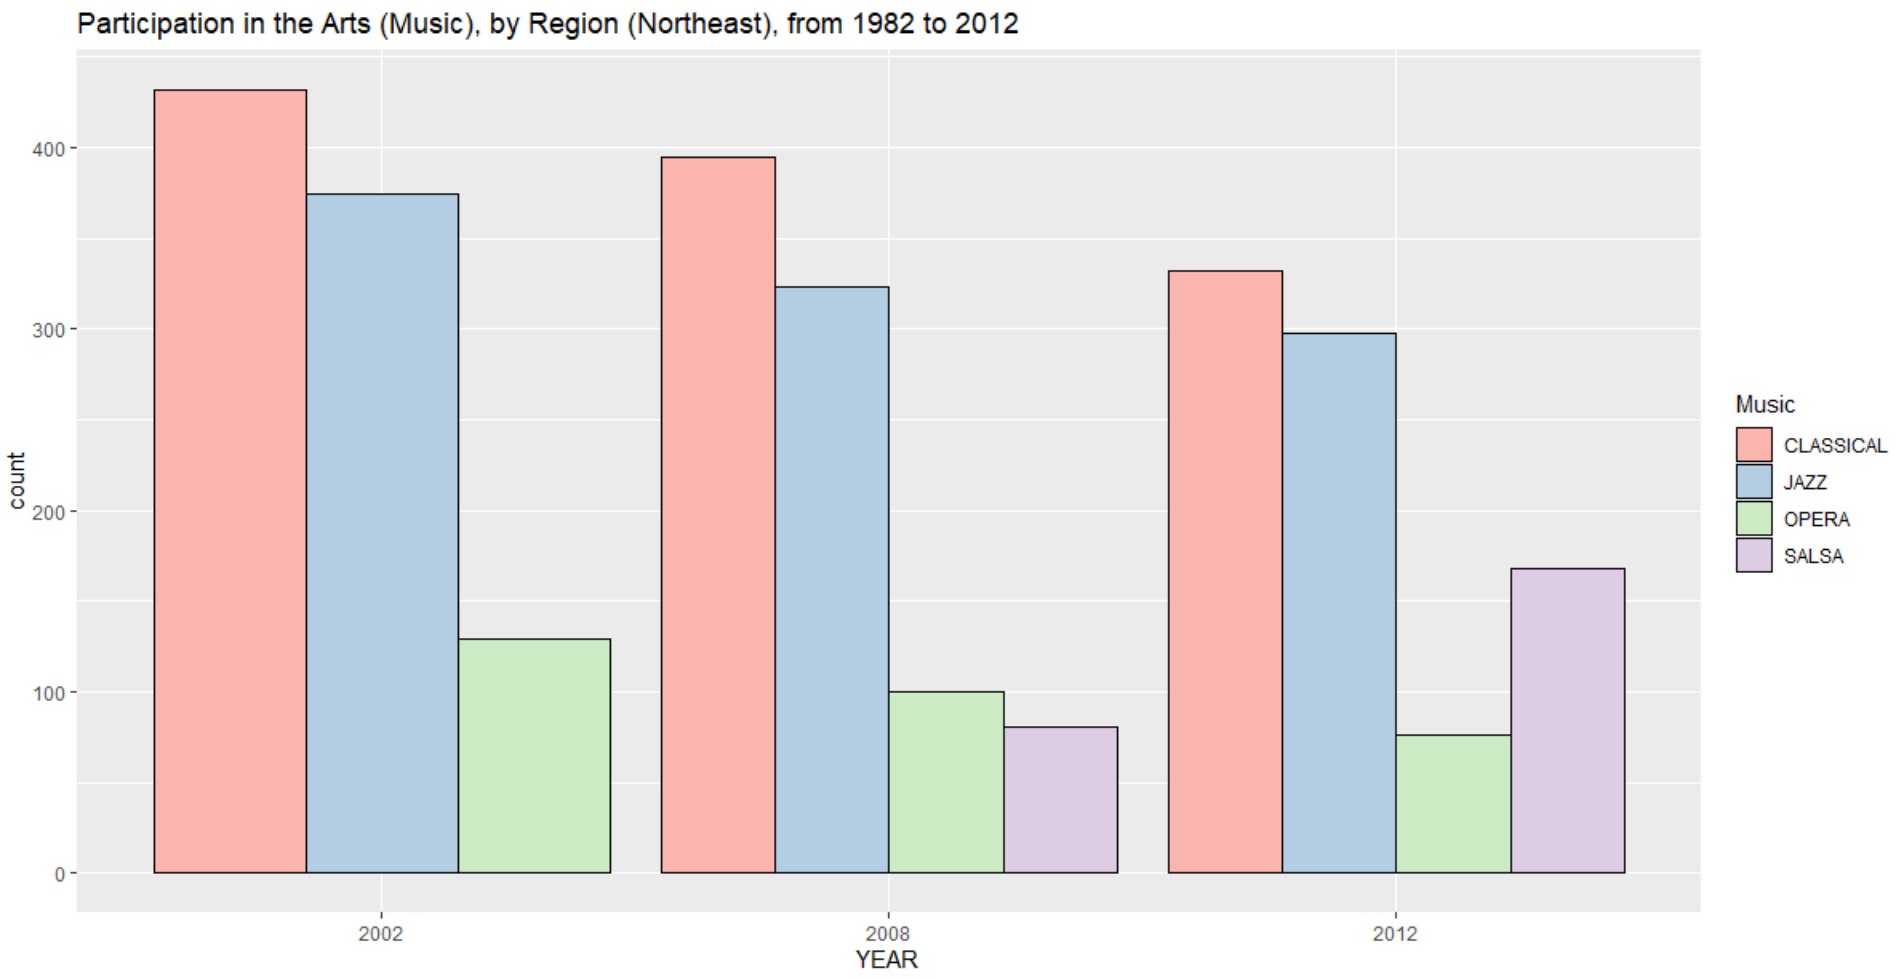 Participation in the Arts (Music), by Region (Northeast), from 1982 to 2012
count
400
300
200
100
0
2002
2008
2012
YEAR
Music
CLASSICAL
JAZZ
OPERA
SALSA